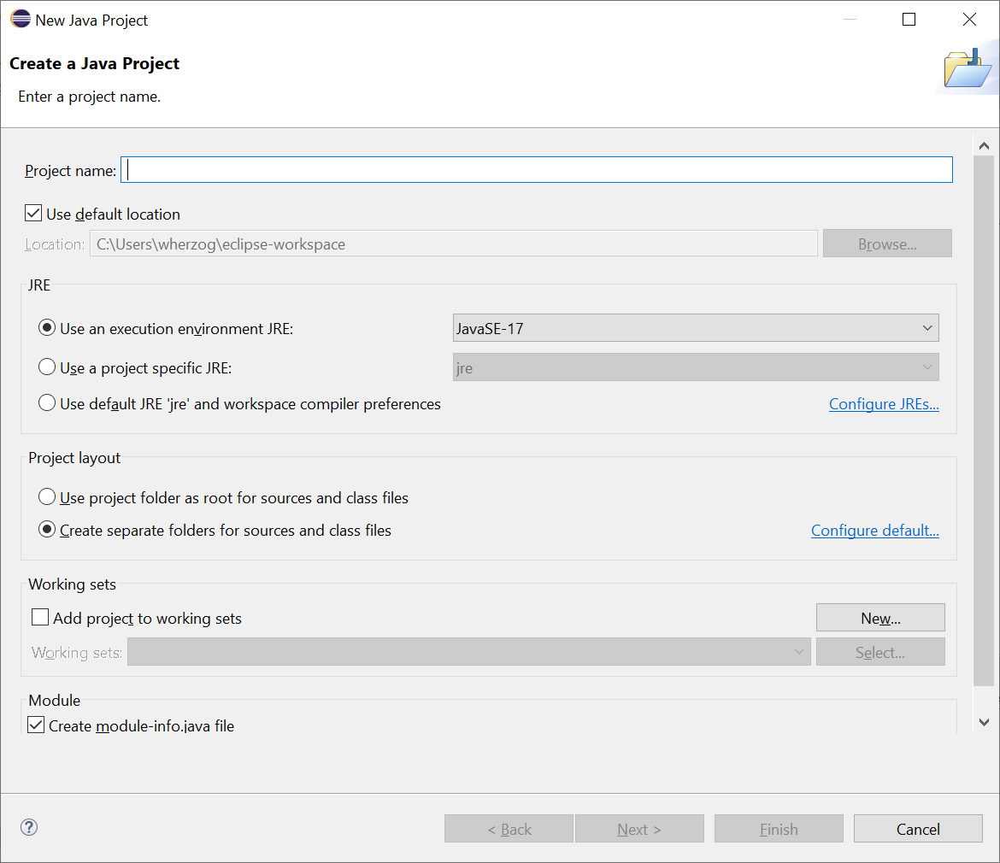 New Java Project
Create a Java Project
Enter a project name.
Project name:
Use default location
Location: C:\Users\wherzog\eclipse-workspace Browse...
JRE
Use an execution environment JRE: JavaSE-17
Use a project specific JRE: jre
Use default JRE 'jre' and workspace compiler preferences Configure JREs...
Project layout
Use project folder as root for sources and class files
Create separate folders for sources and class files Configure default...
Working sets
Add project to working sets New...
Working sets: Select...
Module
Create module-info.java file
? < Back Next > Finish Cancel